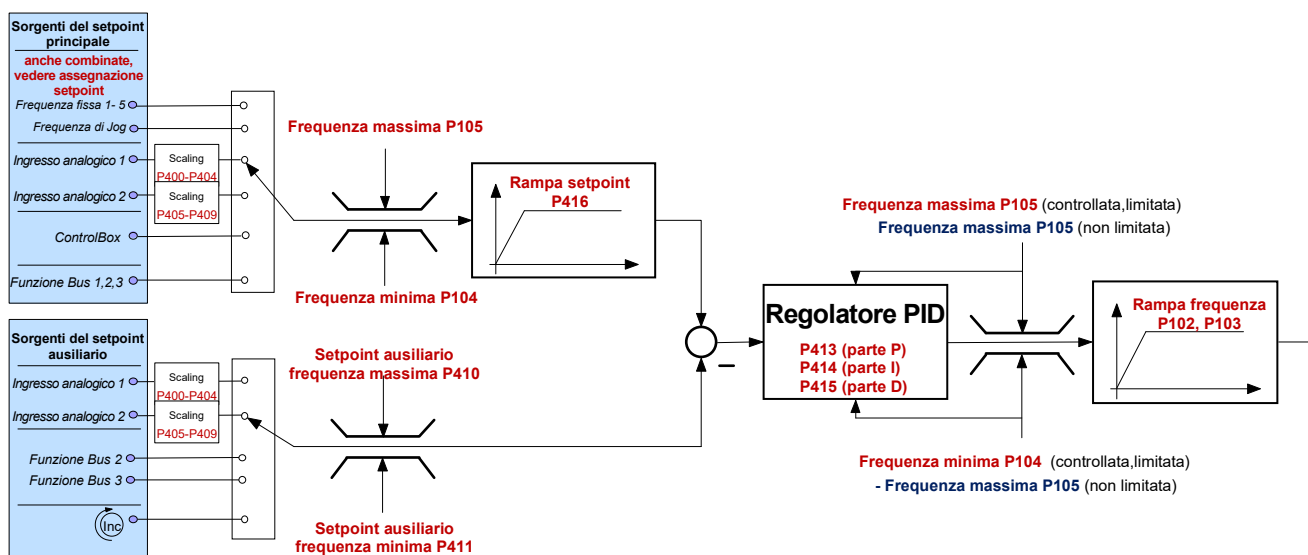 Sorgenti del setpoint
principale
anche combinate,
vedere assegnazione
setpoint
Frequenza fissa 1- 5
Frequenza di Jog
Ingresso analogico 1
Scaling
P400-P404
Ingresso analogico 2
Scaling
P405-P409
ControlBox
Funzione Bus 1,2,3
Frequenza massima P105
Frequenza minima P104
Rampa setpoint
P416
Sorgenti del setpoint
ausiliario
Ingresso analogico 1
Scaling
P400-P404
Ingresso analogico 2
Scaling
P405-P409
Funzione Bus 2
Funzione Bus 3
Inc
Setpoint ausiliario
frequenza massima P410
Setpoint ausiliario
frequenza minima P411
–
Regolatore PID
P413 (parte P)
P414 (parte I)
P415 (parte D)
Frequenza massima P105 (controllata,limitata)
Frequenza massima P105 (non limitata)
Frequenza minima P104 (controllata,limitata)
- Frequenza massima P105 (non limitata)
Rampa frequenza
P102, P103